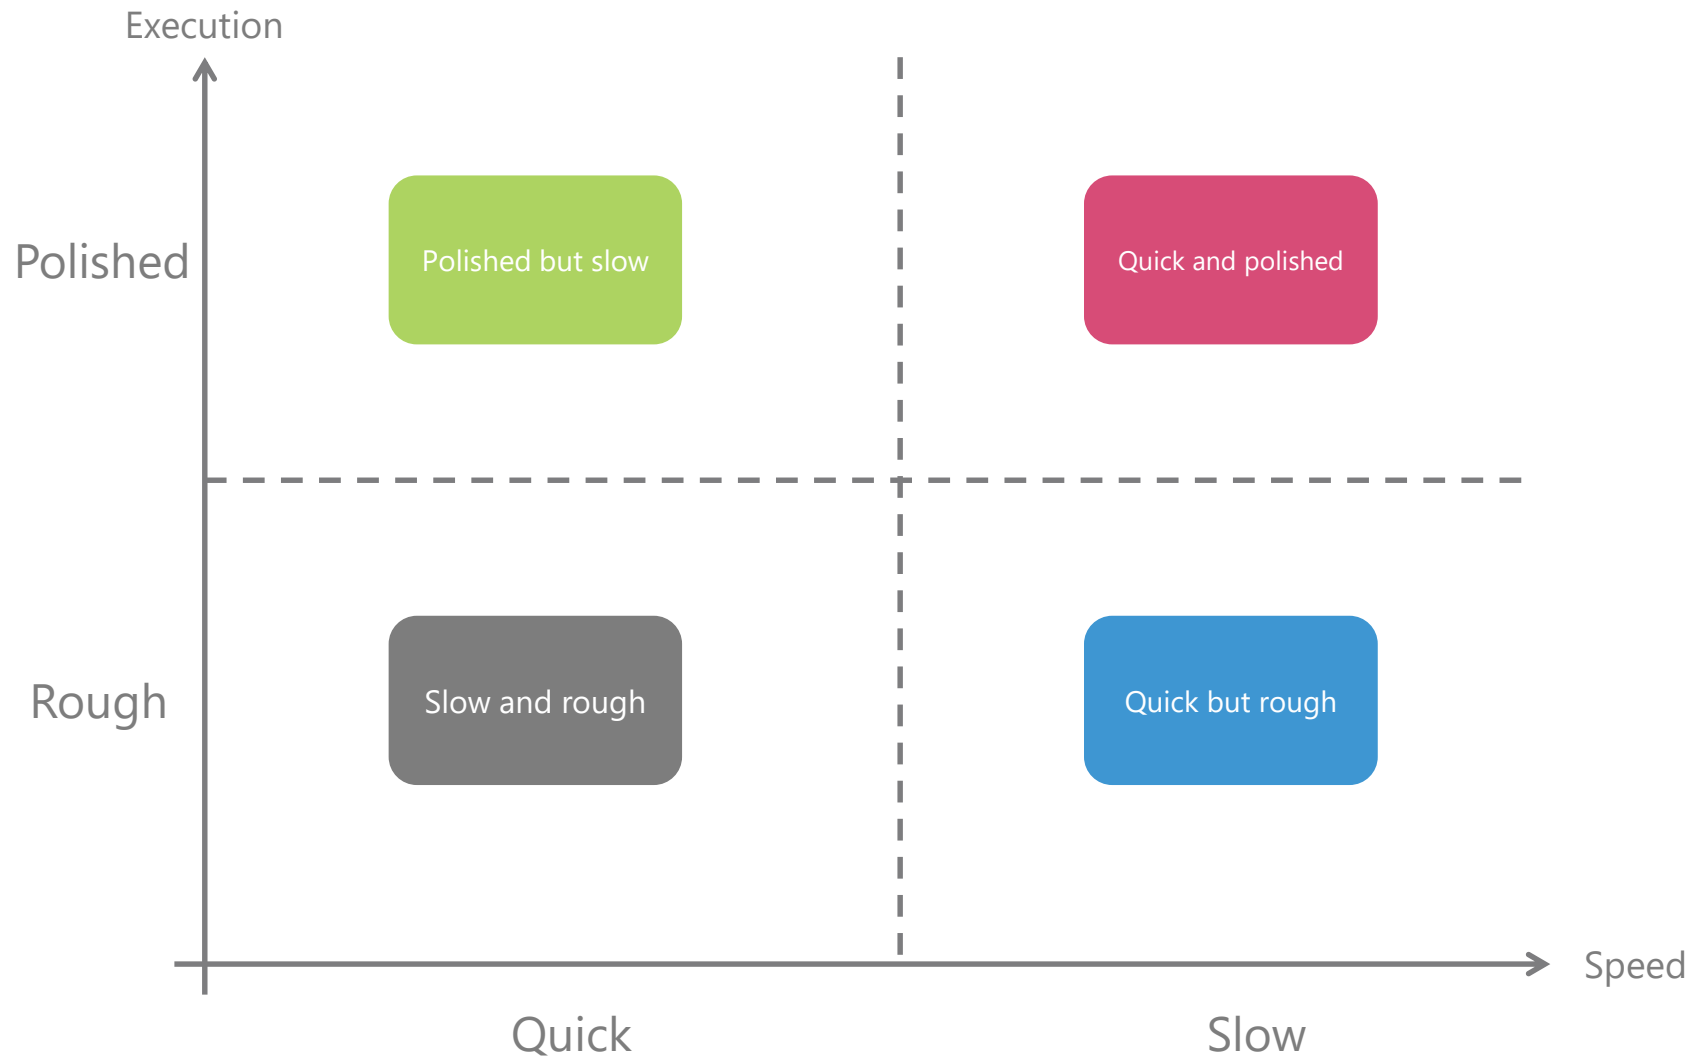 Execution
Polished
Polished but slow
Quick and polished
Rough
Slow and rough
Quick but rough
Speed
Quick
Slow